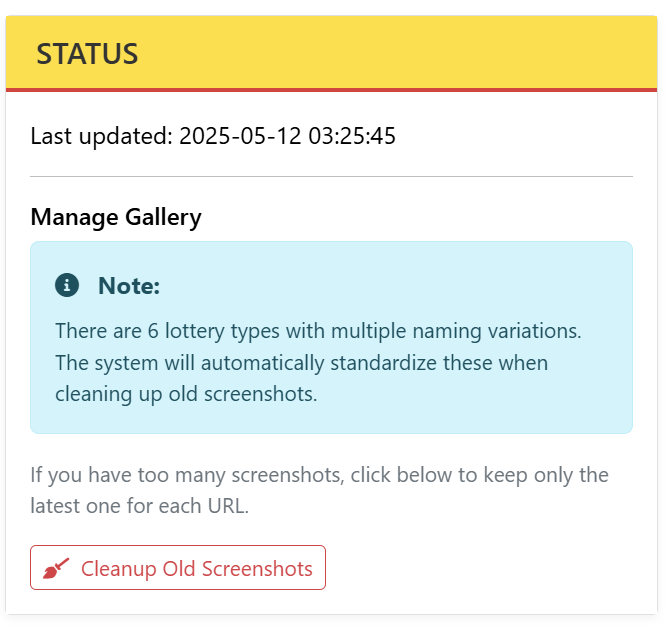 STATUS
Last updated: 2025-05-12 03:25:45
Manage Gallery
Note:
There are 6 lottery types with multiple naming variations.
The system will automatically standardize these when
cleaning up old screenshots.
If you have too many screenshots, click below to keep only the
latest one for each URL.
Cleanup Old Screenshots